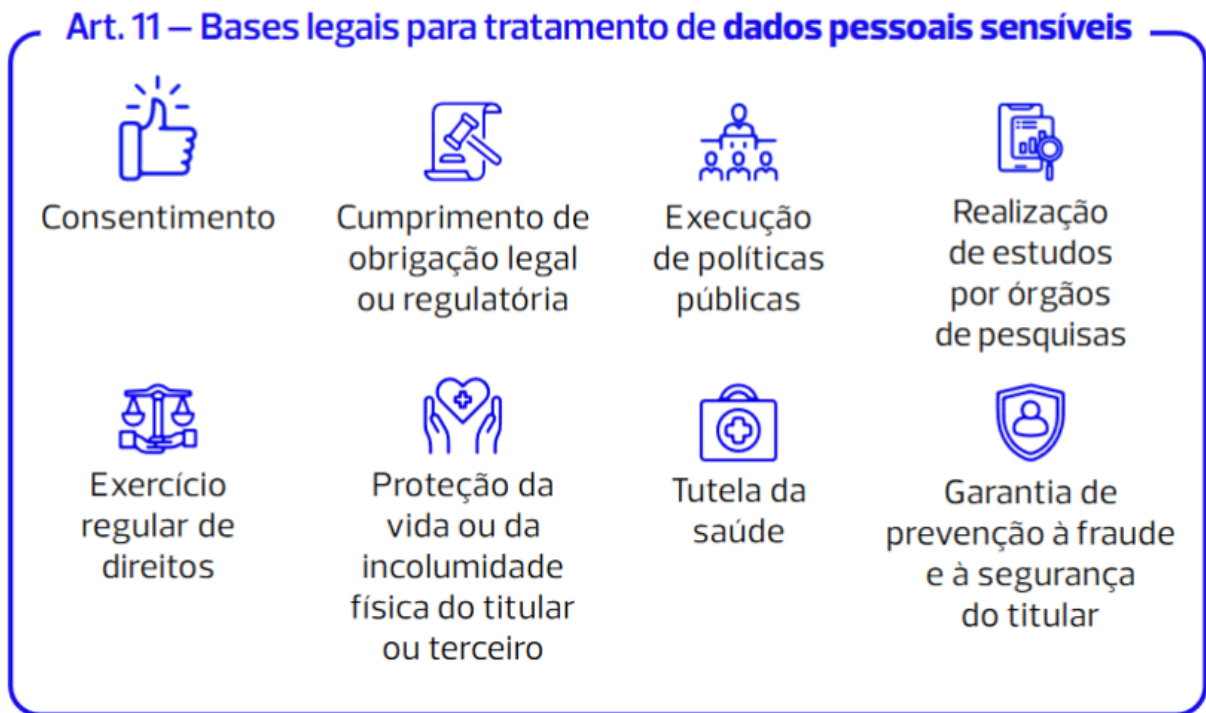 Art. 11 – Bases legais para tratamento de dados pessoais sensíveis
Consentimento
Cumprimento de
obrigação legal
ou regulatória
Execução
de políticas
públicas
Realização
de estudos
por órgãos
de pesquisas
Exercício
regular de
direitos
Proteção da
vida ou da
incolumidade
física do titular
ou terceiro
Tutela da
saúde
Garantia de
prevenção à fraude
e à segurança
do titular